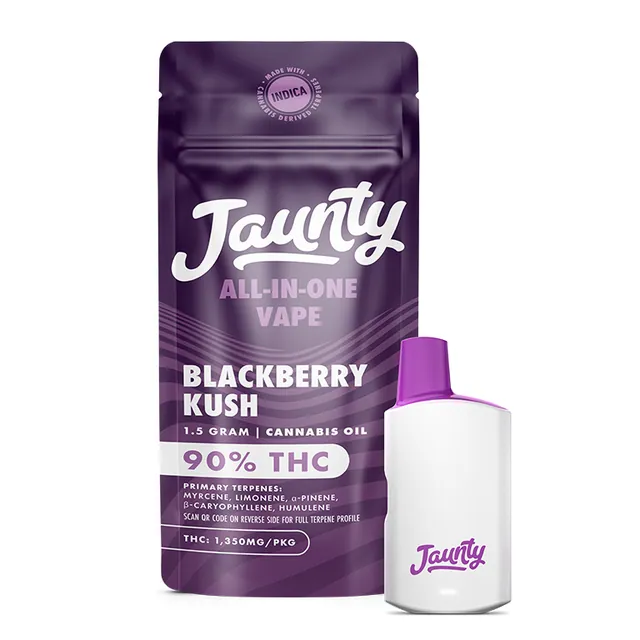 • MADE WITH •
INDICA
CANNABIS DERIVED TERPENES
Jaunty
ALL-IN-ONE
VAPE
BLACKBERRY
KUSH
1.5 GRAM | CANNABIS OIL
90% THC
PRIMARY TERPENES:
MYRCENE, LIMONENE, α-PINENE,
β-CARYOPHYLLENE, HUMULENE
SCAN QR CODE ON REVERSE SIDE FOR FULL TERPENE PROFILE
THC: 1,350MG/PKG
Jaunty